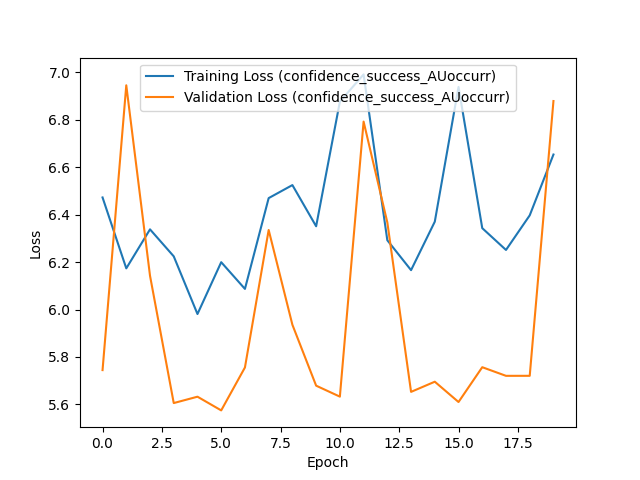 Training Loss (confidence_success_AUoccurr)
Validation Loss (confidence_success_AUoccurr)
7.0
6.8
6.6
6.4
6.2
6.0
5.8
5.6
Loss
0.0 2.5 5.0 7.5 10.0 12.5 15.0 17.5
Epoch